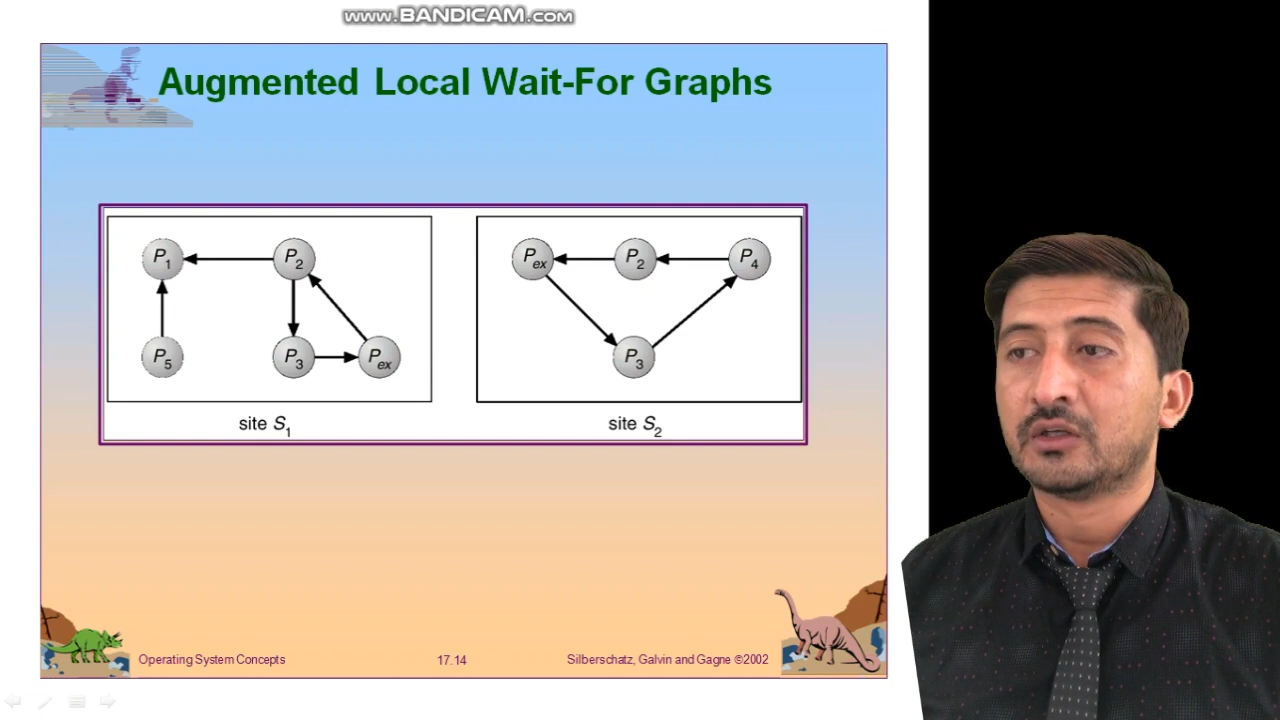 www.BANDICAM.com
Augmented Local Wait-For Graphs
P1 P2
P5 P3 Pex
site S1
Pex P2 P4
P3
site S2
Operating System Concepts 17.14 Silberschatz, Galvin and Gagne ©2002